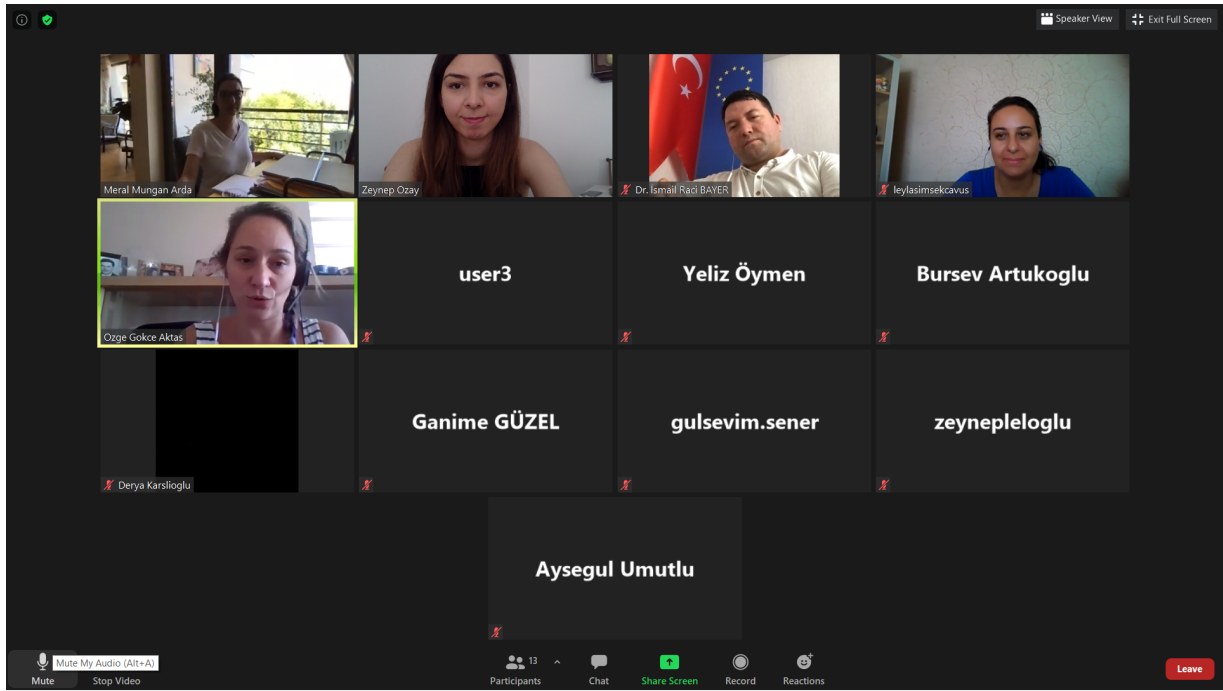 Speaker View
Exit Full Screen
Meral Mungan Arda
Zeynep Ozay
Dr. Ismail Raci BAYER
leylasimsekcavus
Ozge Gokce Aktas
user3
Yeliz Öymen
Bursev Artukoglu
Derya Karslioglu
Ganime GÜZEL
gulsevim.sener
zeynepleloglu
Aysegul Umutlu
Mute My Audio (Alt+A)
Mute
Stop Video
13
Participants
Chat
Share Screen
Record
Reactions
Leave